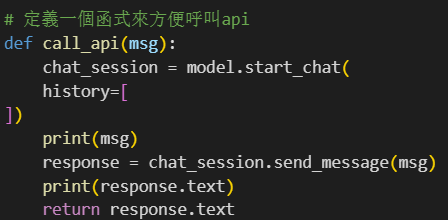 # 定義一個函式來方便呼叫api
def call_api(msg):
    chat_session = model.start_chat(
    history=[
])
    print(msg)
    response = chat_session.send_message(msg)
    print(response.text)
    return response.text